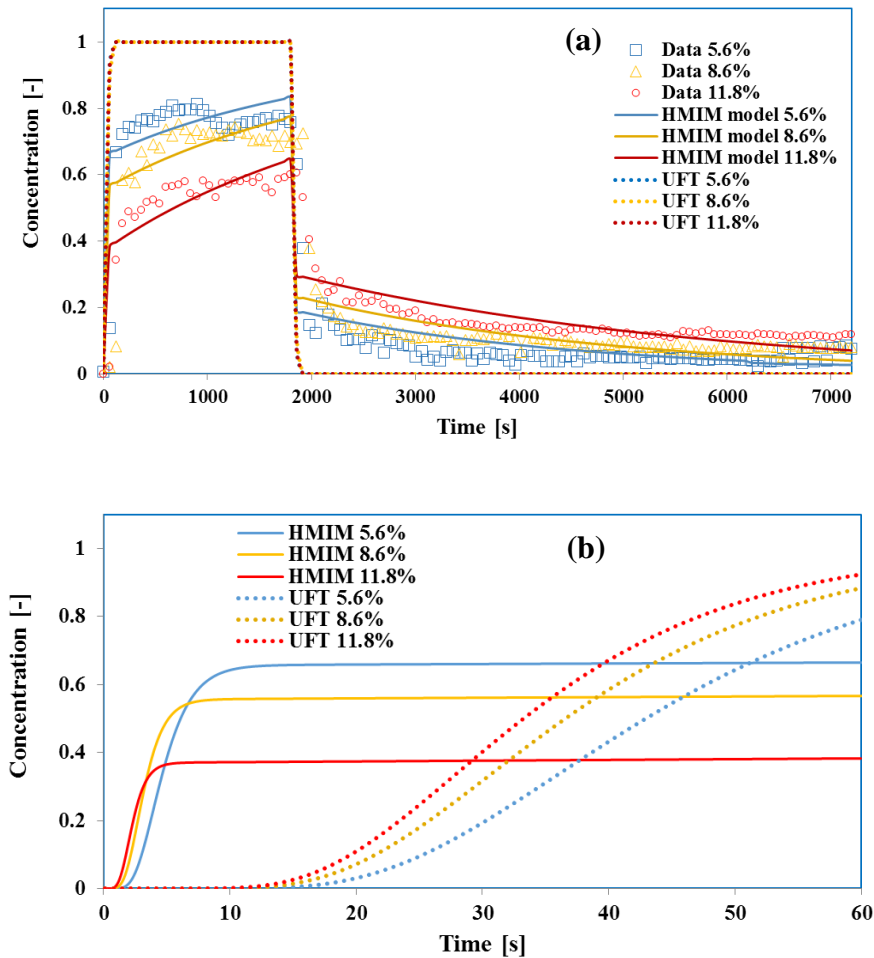 (a)
1
0.8
0.6
0.4
0.2
0
Concentration [-]
Data 5.6%
Data 8.6%
Data 11.8%
HMIM model 5.6%
HMIM model 8.6%
HMIM model 11.8%
UFT 5.6%
UFT 8.6%
UFT 11.8%
0 1000 2000 3000 4000 5000 6000 7000
Time [s]
(b)
1
0.8
0.6
0.4
0.2
0
Concentration [-]
HMIM 5.6%
HMIM 8.6%
HMIM 11.8%
UFT 5.6%
UFT 8.6%
UFT 11.8%
0 10 20 30 40 50 60
Time [s]